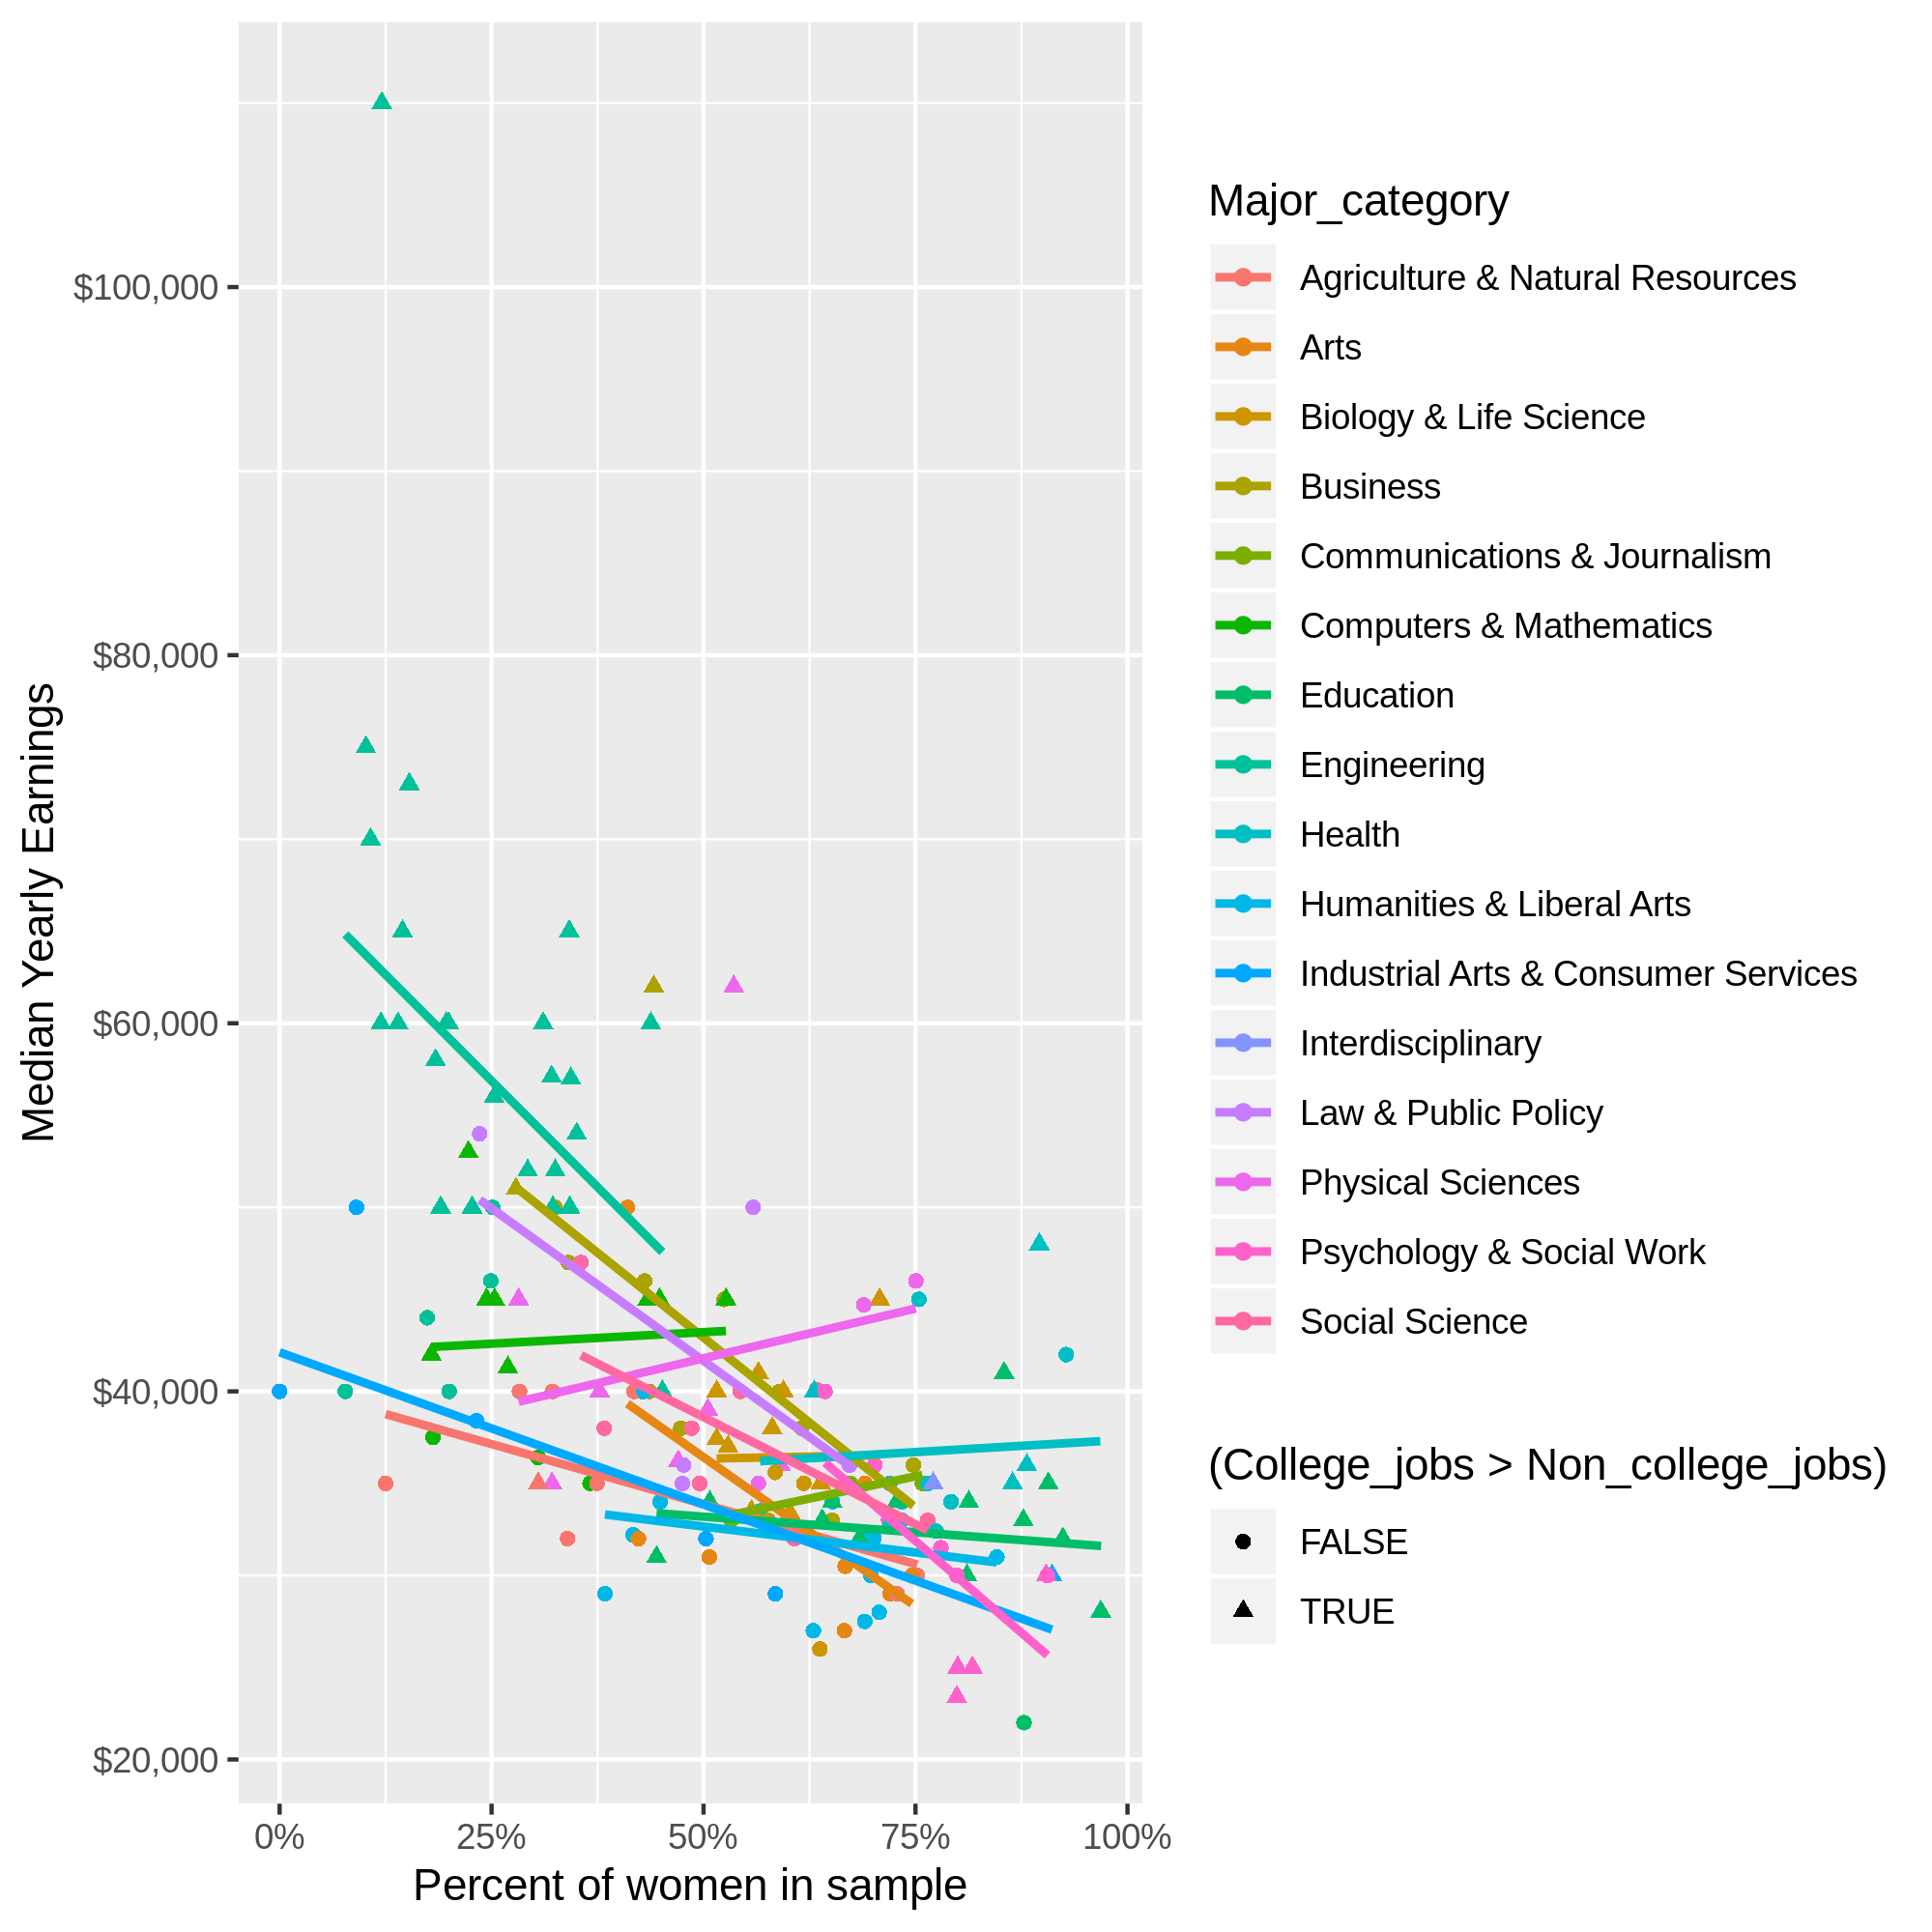 $100,000
$80,000
$60,000
$40,000
$20,000
Median Yearly Earnings
0% 25% 50% 75% 100%
Percent of women in sample
Major_category
Agriculture & Natural Resources
Arts
Biology & Life Science
Business
Communications & Journalism
Computers & Mathematics
Education
Engineering
Health
Humanities & Liberal Arts
Industrial Arts & Consumer Services
Interdisciplinary
Law & Public Policy
Physical Sciences
Psychology & Social Work
Social Science
(College_jobs > Non_college_jobs)
FALSE
TRUE